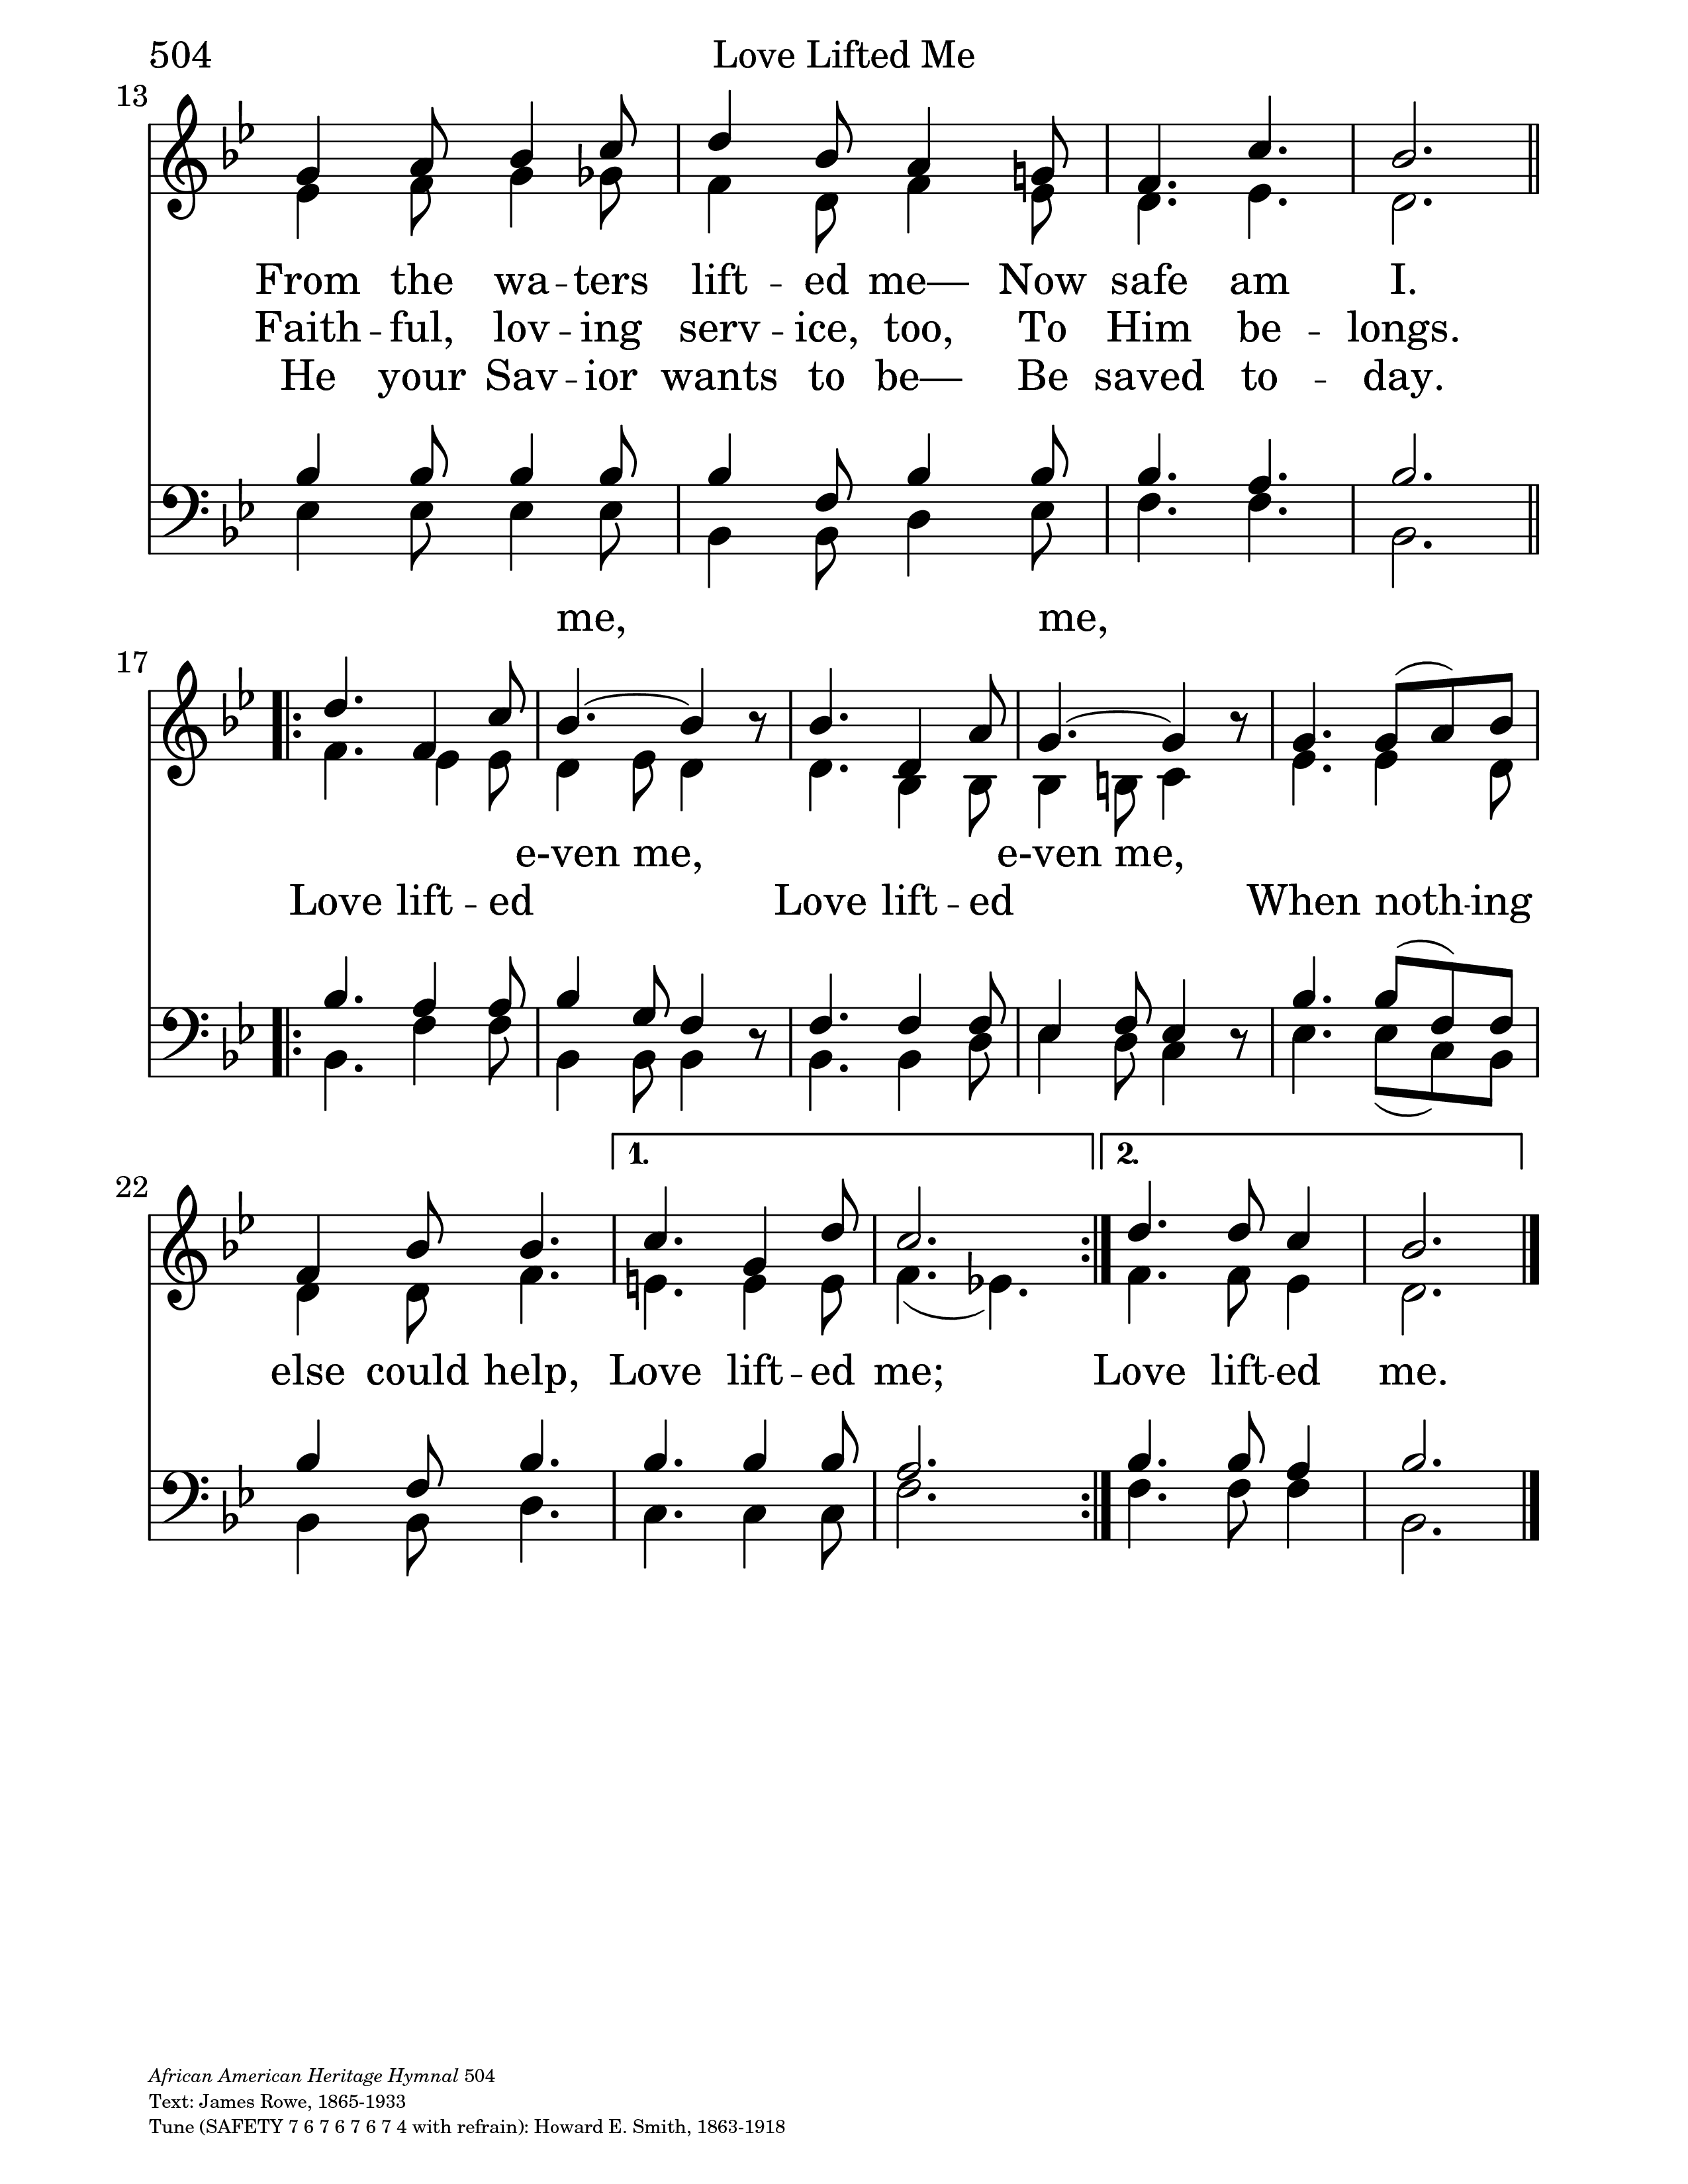 504 Love Lifted Me
13
From the wa -- ters lift -- ed me— Now safe am I.
Faith -- ful, lov -- ing serv -- ice, too, To Him be -- longs.
He your Sav -- ior wants to be— Be saved to -- day.
me, me,
17
e-ven me, e-ven me,
Love lift -- ed Love lift -- ed When noth -- ing
1. 2.
22
else could help, Love lift -- ed me; Love lift -- ed me.
African American Heritage Hymnal 504
Text: James Rowe, 1865-1933
Tune (SAFETY 7 6 7 6 7 6 7 4 with refrain): Howard E. Smith, 1863-1918